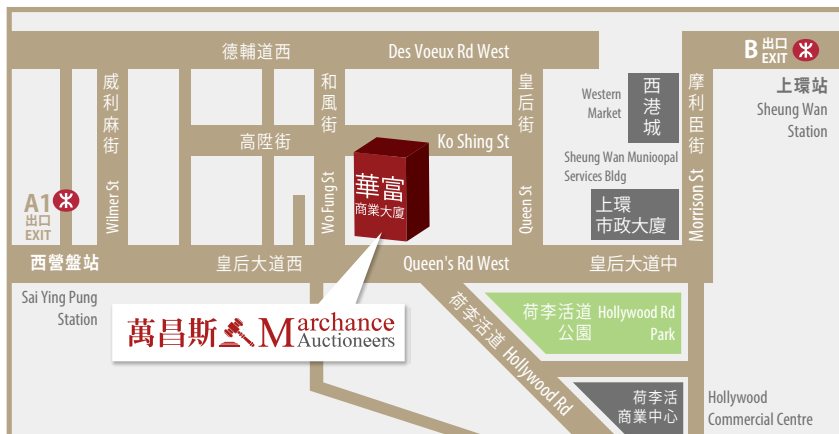 德輔道西 Des Voeux Rd West
B 出口 EXIT
上環站
Sheung Wan
Station
威利麻街
Wilmer St
和風街
Wo Fung St
皇后街
Queen St
Western
Market
西港城
摩利臣街
Morrison St
高陞街 Ko Shing St
Sheung Wan Munioopal
Services Bldg
上環
市政大廈
華富
商業大廈
A1
出口
EXIT
西營盤站
Sai Ying Pung
Station
皇后大道西 Queen's Rd West
皇后大道中
萬昌斯 Marchance
Auctioneers
荷李活道 Hollywood Rd
荷李活道 Hollywood Rd
公園 Park
荷李活
商業中心
Hollywood
Commercial Centre